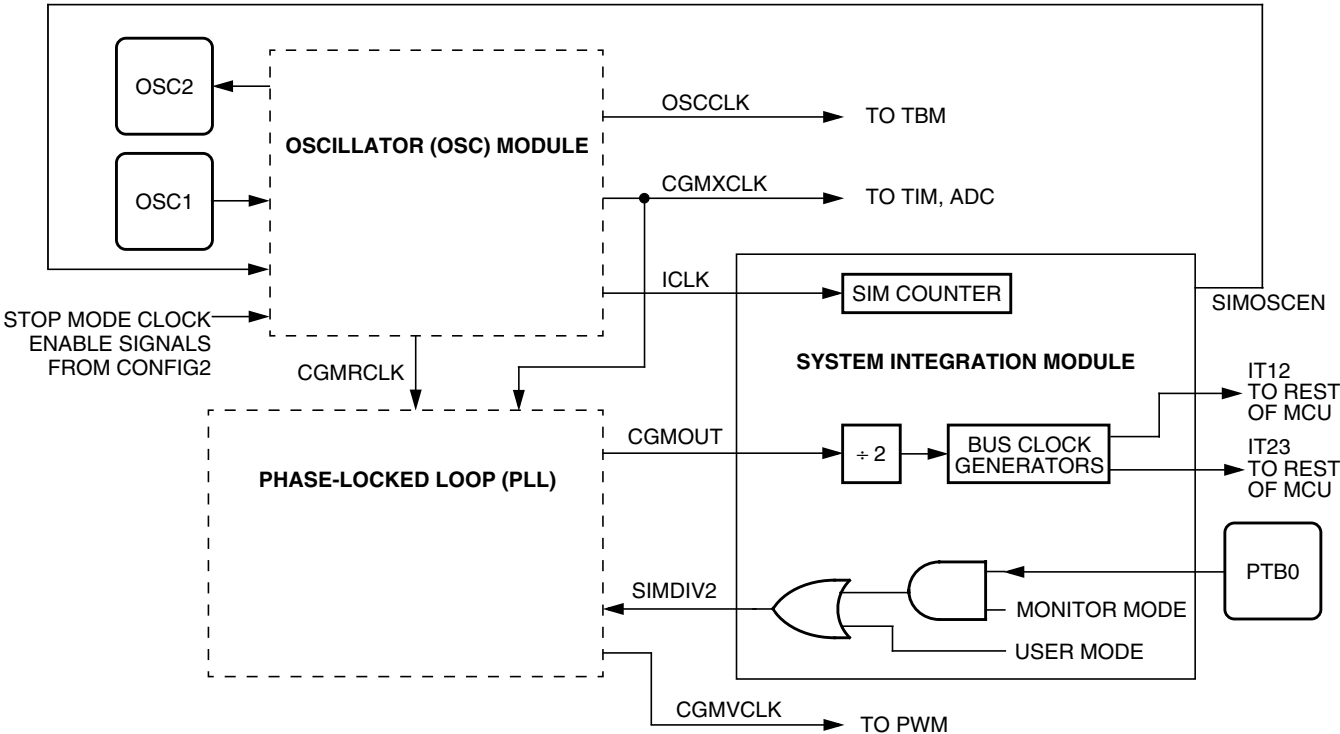 OSC2
OSCILLATOR (OSC) MODULE
OSC1
OSCCLK
TO TBM
CGMXCLK
TO TIM, ADC
ICLK
SIM COUNTER
SIMOSCEN
STOP MODE CLOCK
ENABLE SIGNALS
FROM CONFIG2
CGMRCLK
SYSTEM INTEGRATION MODULE
IT12
TO REST
OF MCU
CGMOUT
÷ 2
BUS CLOCK
GENERATORS
IT23
TO REST
OF MCU
PHASE-LOCKED LOOP (PLL)
SIMDIV2
PTB0
MONITOR MODE
USER MODE
CGMVCLK
TO PWM